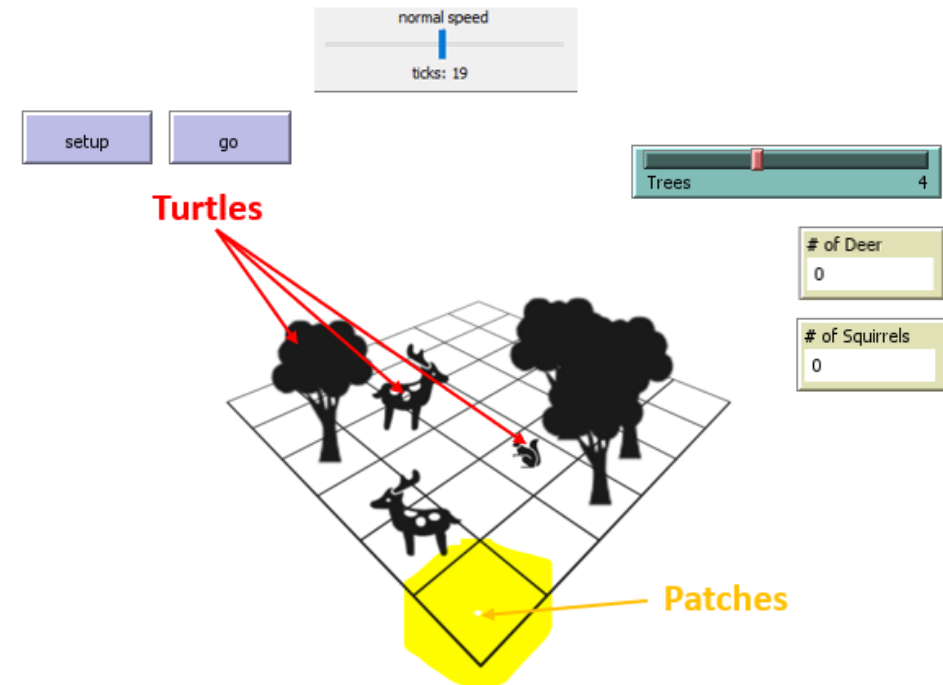 normal speed
ticks: 19
setup
go
Trees 4
Turtles
# of Deer
0
# of Squirrels
0
Patches